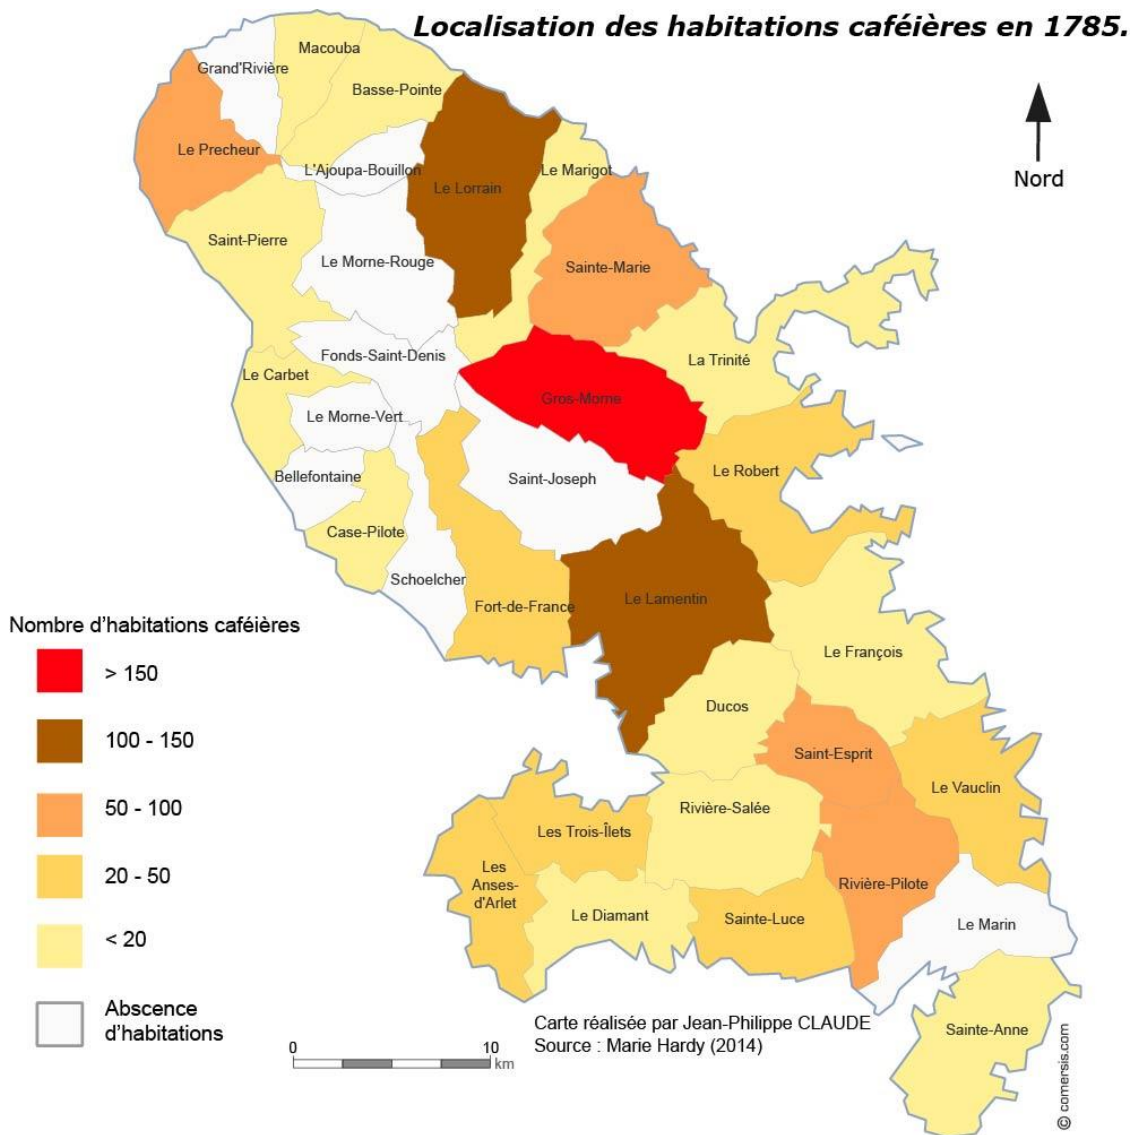 Localisation des habitations caféières en 1785.
Nord
Grand'Rivière
Macouba
Basse-Pointe
Le Precheur
L'Ajoupa-Bouillon
Le Lorrain
Le Marigot
Saint-Pierre
Le Morne-Rouge
Sainte-Marie
Fonds-Saint-Denis
La Trinité
Le Carbet
Gros-Morne
Le Morne-Vert
Bellefontaine
Saint-Joseph
Le Robert
Case-Pilote
Schoelcher
Fort-de-France
Le Lamentin
Le François
Ducos
Saint-Esprit
Le Vauclin
Rivière-Salée
Les Trois-Îlets
Les
Anses-
d'Arlet
Le Diamant
Sainte-Luce
Rivière-Pilote
Le Marin
Sainte-Anne
Nombre d'habitations caféières
> 150
100 - 150
50 - 100
20 - 50
< 20
Abscence
d'habitations
0 10
km
Carte réalisée par Jean-Philippe CLAUDE
Source : Marie Hardy (2014)
© comersis.com